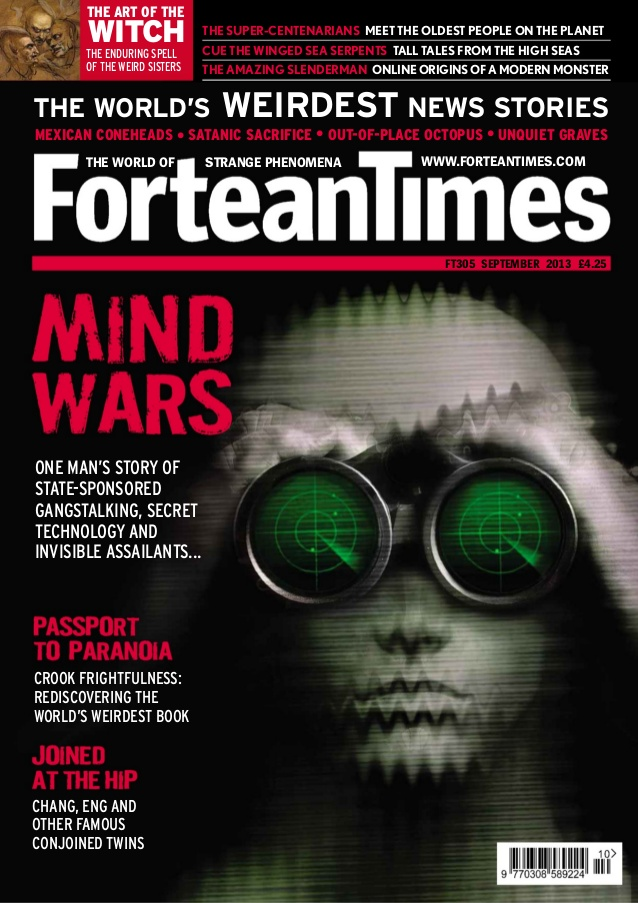 THE ART OF THE
WITCH
THE ENDURING SPELL
OF THE WEIRD SISTERS
THE SUPER-CENTENARIANS MEET THE OLDEST PEOPLE ON THE PLANET
CUE THE WINGED SEA SERPENTS TALL TALES FROM THE HIGH SEAS
THE AMAZING SLENDERMAN ONLINE ORIGINS OF A MODERN MONSTER
THE WORLD'S WEIRDEST NEWS STORIES
MEXICAN CONEHEADS • SATANIC SACRIFICE • OUT-OF-PLACE OCTOPUS • UNQUIET GRAVES
THE WORLD OF STRANGE PHENOMENA WWW.FORTEANTIMES.COM
ForteanTimes
FT305 SEPTEMBER 2013 £4.25
MIND
WARS
ONE MAN'S STORY OF
STATE-SPONSORED
GANGSTALKING, SECRET
TECHNOLOGY AND
INVISIBLE ASSAILANTS...
PASSPORT
TO PARANOIA
CROOK FRIGHTFULNESS:
REDISCOVERING THE
WORLD'S WEIRDEST BOOK
JOINED
AT THE HIP
CHANG, ENG AND
OTHER FAMOUS
CONJOINED TWINS
10>
9 770308 589224